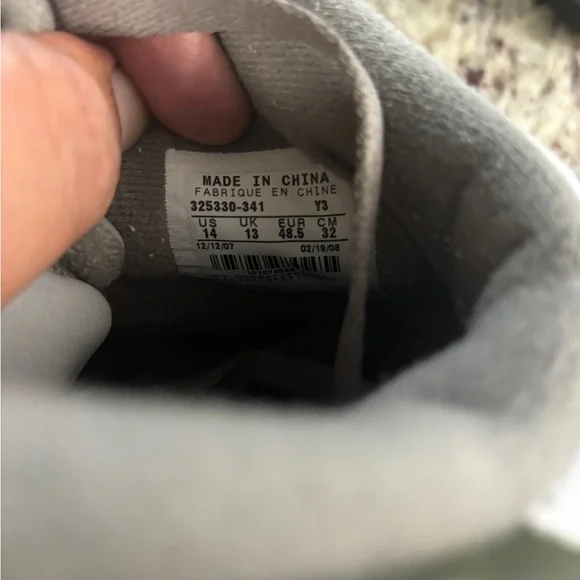 MADE IN CHINA
FABRIQUE EN CHINE
325330-341 Y3
US UK EUR CM
14 13 48.5 32
12/12/07 02/19/08